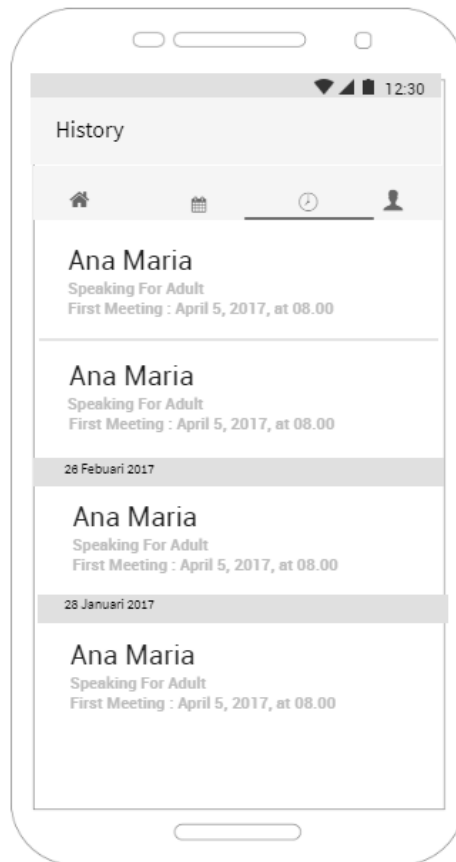 12:30
History
Ana Maria
Speaking For Adult
First Meeting : April 5, 2017, at 08.00
Ana Maria
Speaking For Adult
First Meeting : April 5, 2017, at 08.00
26 Febuari 2017
Ana Maria
Speaking For Adult
First Meeting : April 5, 2017, at 08.00
28 Januari 2017
Ana Maria
Speaking For Adult
First Meeting : April 5, 2017, at 08.00